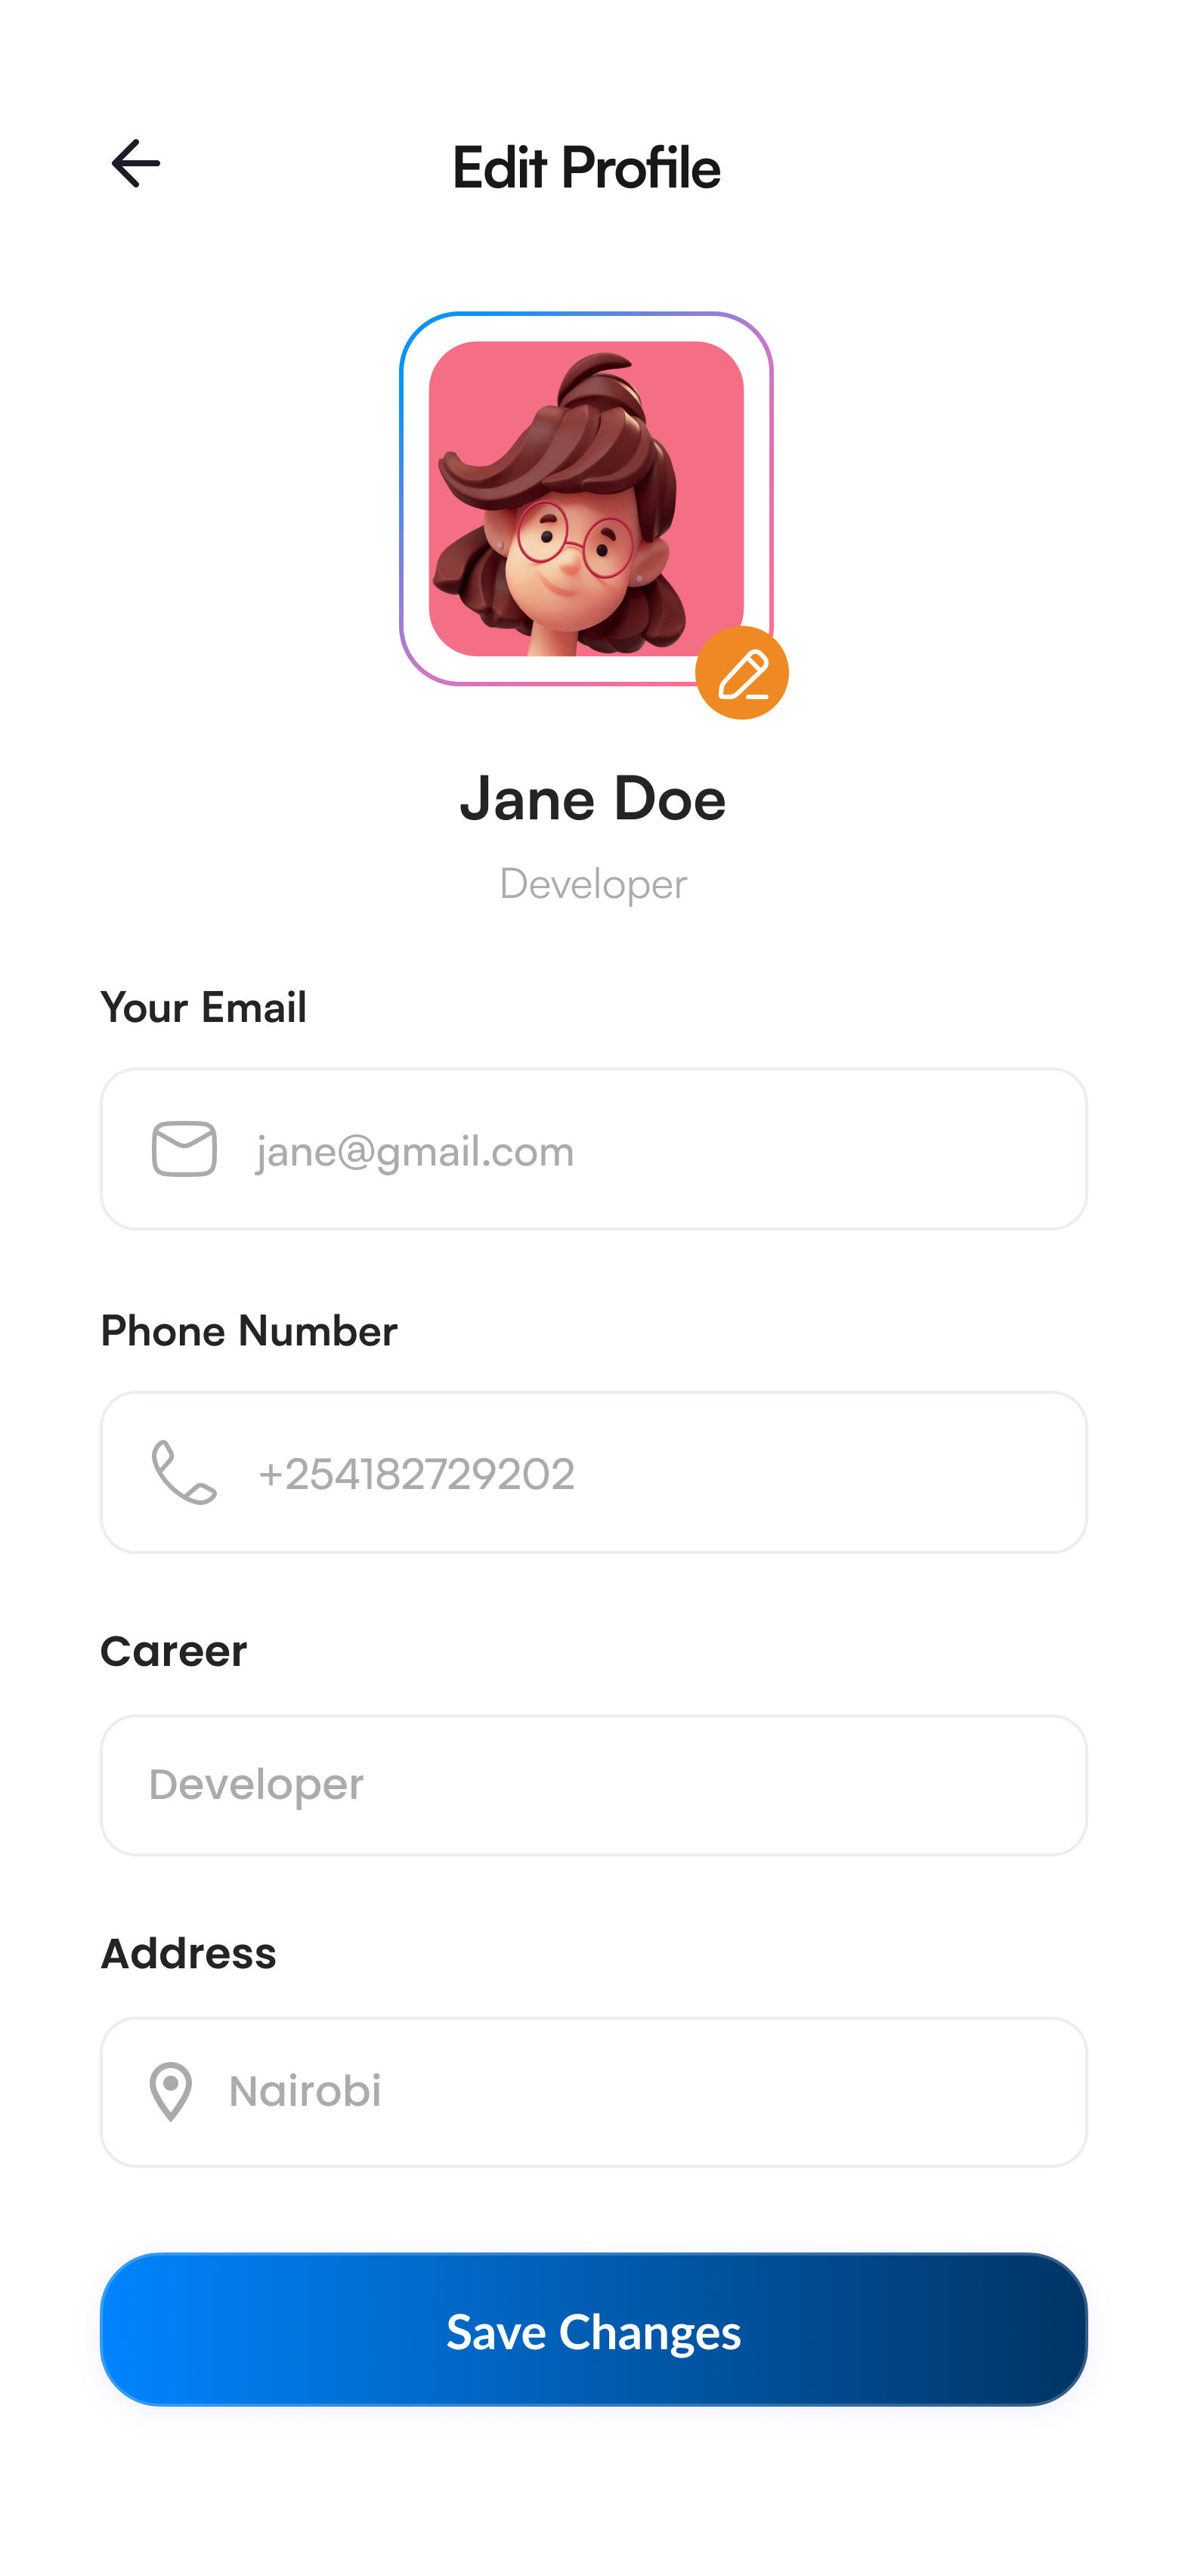 Edit Profile
Jane Doe
Developer
Your Email
jane@gmail.com
Phone Number
+254182729202
Career
Developer
Address
Nairobi
Save Changes